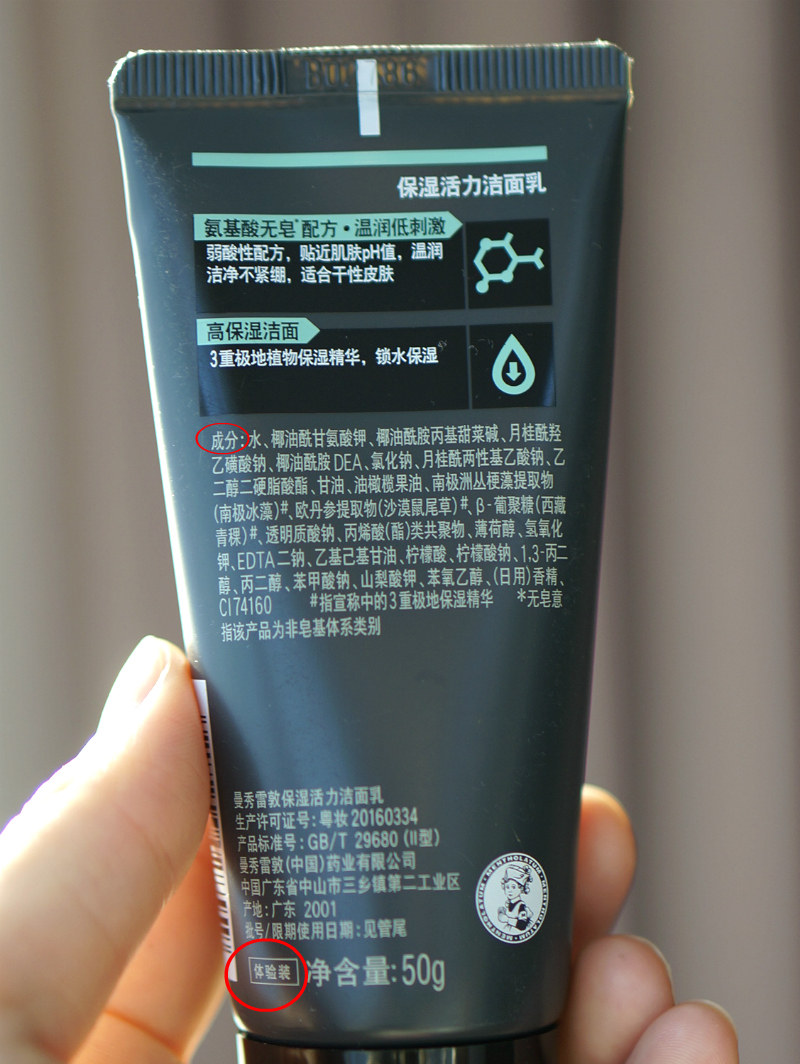 保湿活力洁面乳
氨基酸无皂*配方·温润低刺激
弱酸性配方，贴近肌肤pH值，温润
洁净不紧绷，适合干性皮肤
高保湿洁面
3重极地植物保湿精华，锁水保湿#
成分:水、椰油酰甘氨酸钾、椰油酰胺丙基甜菜碱、月桂酰羟
乙磺酸钠、椰油酰胺DEA、氯化钠、月桂酰两性基乙酸钠、乙
二醇二硬脂酸酯、甘油、油橄榄果油、南极洲丛梗藻提取物
(南极冰藻)#、欧丹参提取物(沙漠鼠尾草)#、β-葡聚糖(西藏
青稞)#、透明质酸钠、丙烯酸(酯)类共聚物、薄荷醇、氢氧化
钾、EDTA二钠、乙基己基甘油、柠檬酸、柠檬酸钠、1,3-丙二
醇、丙二醇、苯甲酸钠、山梨酸钾、苯氧乙醇、(日用)香精、
CI 74160 #指宣称中的3重极地保湿精华 *无皂意
指该产品为非皂基体系类别
曼秀雷敦保湿活力洁面乳
生产许可证号:粤妆20160334
产品标准号:GB/T 29680 (II型)
曼秀雷敦(中国)药业有限公司
中国广东省中山市三乡镇第二工业区
产地:广东 2001
批号/限期使用日期:见管尾
MENTHOLATUM · MENTHOLATUM
体验装 净含量:50g